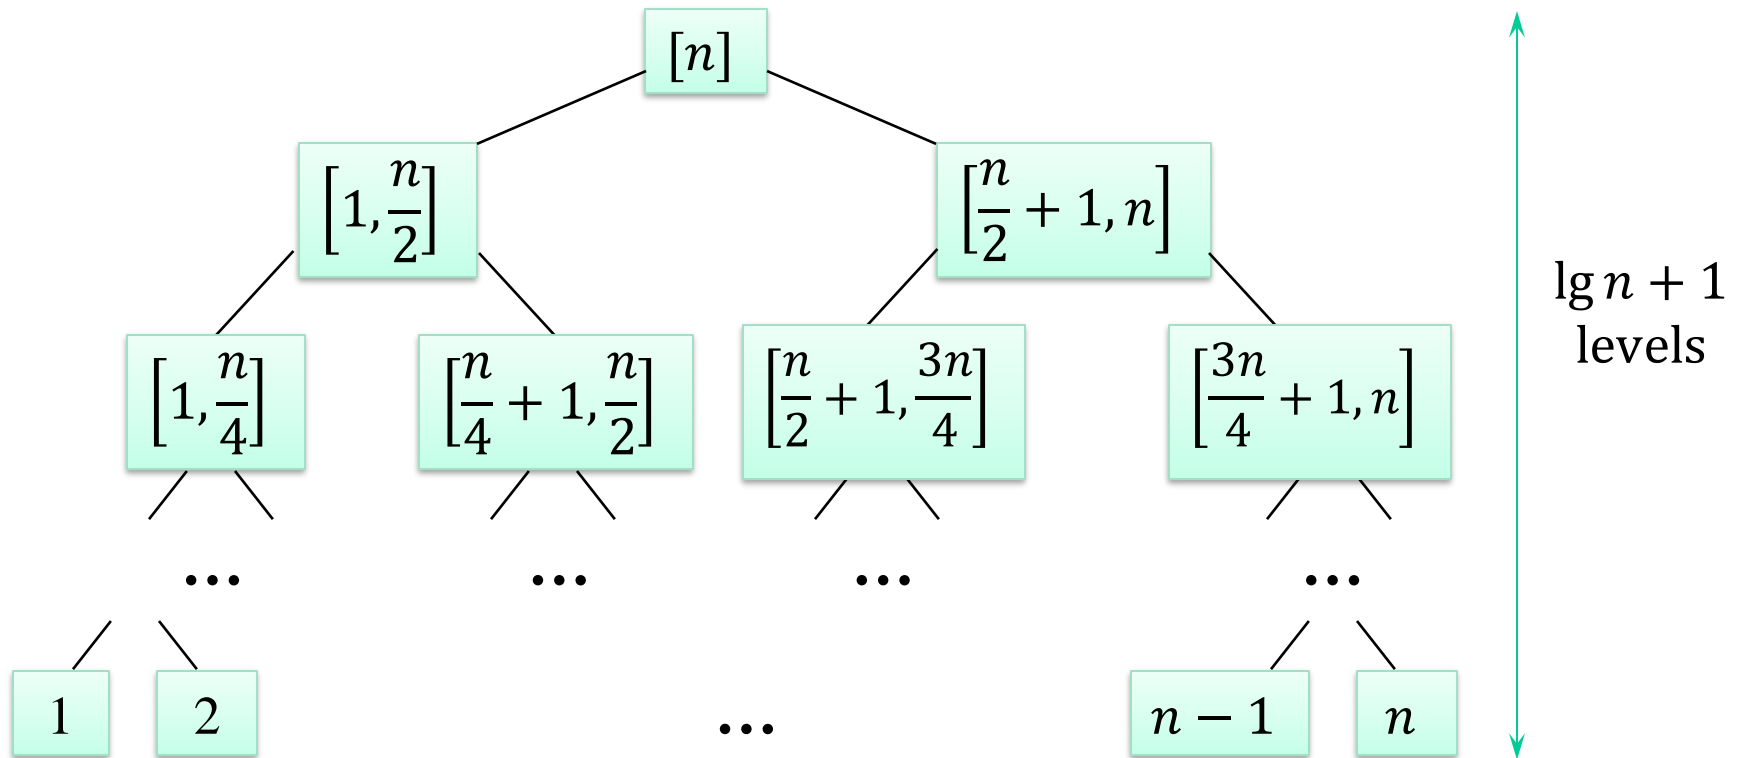 [n]
[1, n/2]
[n/2 + 1, n]
[1, n/4]
[n/4 + 1, n/2]
[n/2 + 1, 3n/4]
[3n/4 + 1, n]
lg n + 1
levels
... ... ... ...
1
2
...
n − 1
n